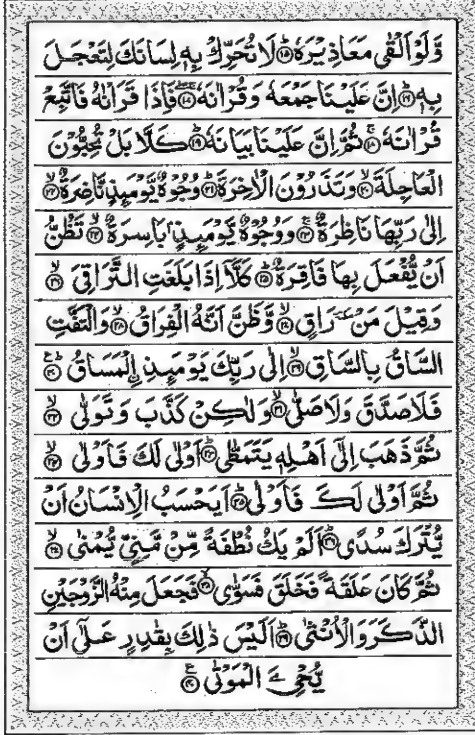 وَّلَوۡ اَلۡقٰى مَعَاذِيۡرَهٗ ؕ‏﴿۱۵﴾ لَا تُحَرِّكۡ بِهٖ لِسَانَكَ لِتَعۡجَلَ
بِهٖؕ‏﴿۱۶﴾ اِنَّ عَلَيۡنَا جَمۡعَهٗ وَقُرۡاٰنَهٗۚ  ۖ‏﴿۱۷﴾ فَاِذَا قَرَاۡنٰهُ فَاتَّبِعۡ
قُرۡاٰنَهٗۚ‏﴿۱۸﴾ ثُمَّ اِنَّ عَلَيۡنَا بَيَانَهٗؕ‏﴿۱۹﴾ كَلَّا بَلۡ تُحِبُّوۡنَ
الۡعَاجِلَةَۙ‏﴿۲۰﴾ وَتَذَرُوۡنَ الۡاٰخِرَةَؕ‏﴿۲۱﴾ وُجُوۡهٌ يَّوۡمَٮِٕذٍ نَّاضِرَةٌۙ‏﴿۲۲﴾
اِلٰى رَبِّهَا نَاظِرَةٌ ۚ‏﴿۲۳﴾ وَوُجُوۡهٌ يَّوۡمَٮِٕذٍۢ بَاسِرَةٌۙ‏﴿۲۴﴾ تَظُنُّ
اَنۡ يُّفۡعَلَ بِهَا فَاقِرَةٌؕ‏﴿۲۵﴾ كَلَّاۤ اِذَا بَلَغَتِ التَّرَاقِىَۙ‏﴿۲۶﴾
وَقِيۡلَ مَنۡٚ رَاقٍۙ‏﴿۲۷﴾ وَّظَنَّ اَنَّهُ الۡفِرَاقُۙ‏﴿۲۸﴾ وَالۡتَفَّتِ
السَّاقُ بِالسَّاقِۙ‏﴿۲۹﴾ اِلٰى رَبِّكَ يَوۡمَٮِٕذِ اۨلۡمَسَاقُؕ‏﴿۳۰﴾
فَلَا صَدَّقَ وَلَا صَلّٰىۙ‏﴿۳۱﴾ وَلٰڪِنۡ كَذَّبَ وَتَوَلّٰىۙ‏﴿۳۲﴾
ثُمَّ ذَهَبَ اِلٰٓى اَهۡلِهٖ يَتَمَطّٰىؕ‏﴿۳۳﴾ اَوۡلٰى لَكَ فَاَوۡلٰىۙ‏﴿۳۴﴾
ثُمَّ اَوۡلٰى لَكَ فَاَوۡلٰىؕ‏﴿۳۵﴾ اَيَحۡسَبُ الۡاِنۡسَانُ اَنۡ
يُّتۡرَكَ سُدًىؕ‏﴿۳۶﴾ اَلَمۡ يَكُ نُطۡفَةً مِّنۡ مَّنِىٍّ يُّمۡنٰىۙ‏﴿۳۷﴾
ثُمَّ كَانَ عَلَقَةً فَخَلَقَ فَسَوّٰىۙ‏﴿۳۸﴾ فَجَعَلَ مِنۡهُ الزَّوۡجَيۡنِ
الذَّكَرَ وَالۡاُنۡثٰىؕ‏﴿۳۹﴾ اَلَيۡسَ ذٰلِكَ بِقٰدِرٍ عَلٰٓى اَنۡ
يُّحۡىِۦَ الۡمَوۡتٰى‏﴿۴۰﴾